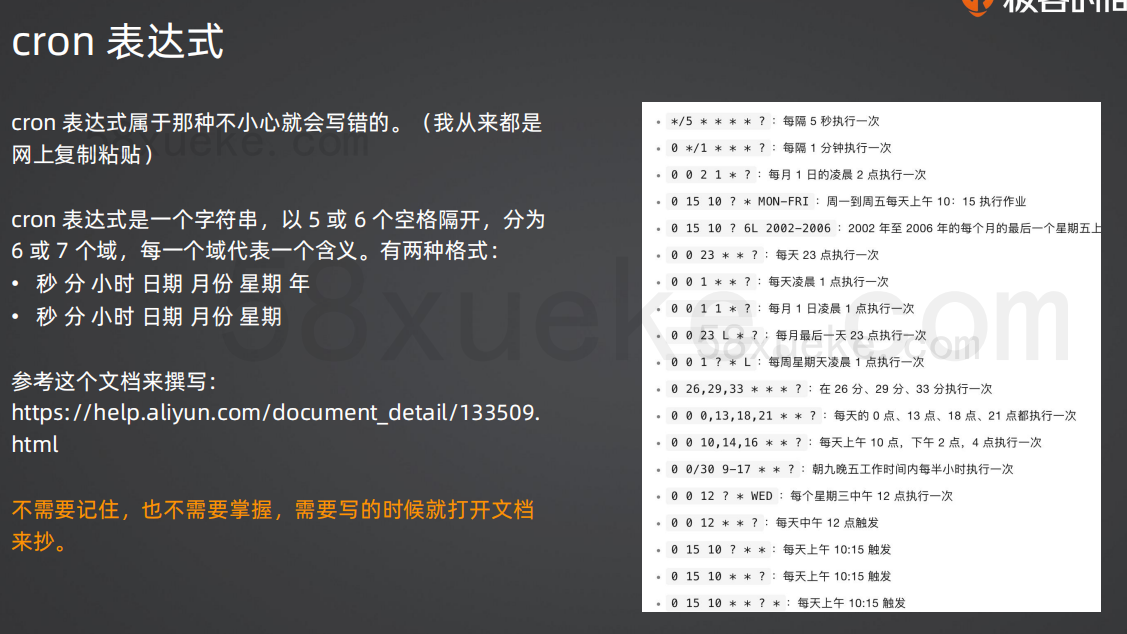 cron 表达式
cron 表达式属于那种不小心就会写错的。（我从来都是
网上复制粘贴）
cron 表达式是一个字符串，以 5 或 6 个空格隔开，分为
6 或 7 个域，每一个域代表一个含义。有两种格式：
• 秒 分 小时 日期 月份 星期 年
• 秒 分 小时 日期 月份 星期
参考这个文档来撰写：
https://help.aliyun.com/document_detail/133509.
html
不需要记住，也不需要掌握，需要写的时候就打开文档
来抄。
• */5 * * * * ? ：每隔 5 秒执行一次
• 0 */1 * * * ? ：每隔 1 分钟执行一次
• 0 0 2 1 * ? ：每月 1 日的凌晨 2 点执行一次
• 0 15 10 ? * MON-FRI ：周一到周五每天上午 10：15 执行作业
• 0 15 10 ? 6L 2002-2006 ：2002 年至 2006 年的每个月的最后一个星期五上
• 0 0 23 * * ? ：每天 23 点执行一次
• 0 0 1 * * ? ：每天凌晨 1 点执行一次
• 0 0 1 1 * ? ：每月 1 日凌晨 1 点执行一次
• 0 0 23 L * ? ：每月最后一天 23 点执行一次
• 0 0 1 ? * L ：每周星期天凌晨 1 点执行一次
• 0 26,29,33 * * * ? ：在 26 分、29 分、33 分执行一次
• 0 0 0,13,18,21 * * ? ：每天的 0 点、13 点、18 点、21 点都执行一次
• 0 0 10,14,16 * * ? ：每天上午 10 点，下午 2 点，4 点执行一次
• 0 0/30 9-17 * * ? ：朝九晚五工作时间内每半小时执行一次
• 0 0 12 ? * WED ：每个星期三中午 12 点执行一次
• 0 0 12 * * ? ：每天中午 12 点触发
• 0 15 10 ? * * ：每天上午 10:15 触发
• 0 15 10 * * ? ：每天上午 10:15 触发
• 0 15 10 * * ? * ：每天上午 10:15 触发
58xueke.com
58xueke.com
xueke.com